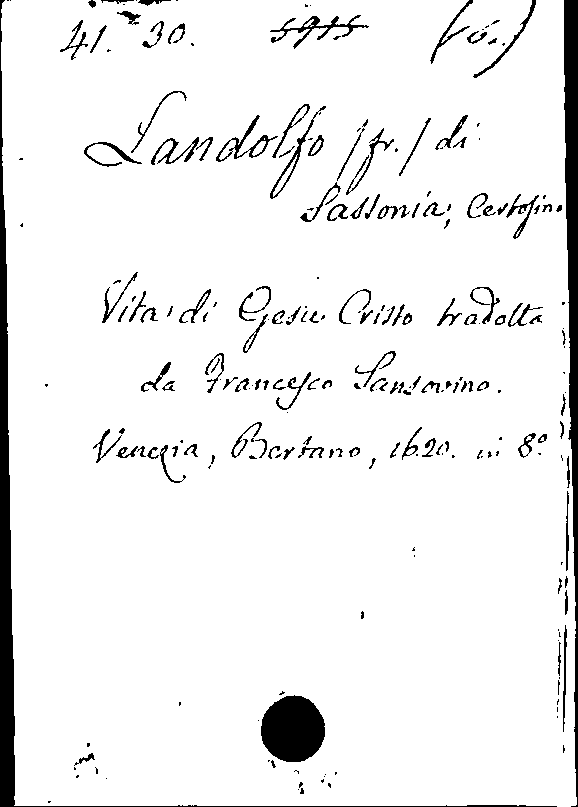 41. 30. 5915
Landolfo /fr./ di
Sassonia, Certosino
Vita di Gesù Cristo tradotta
da Francesco Sansovino.
Venezia, Bertano, 1620. in 8.º